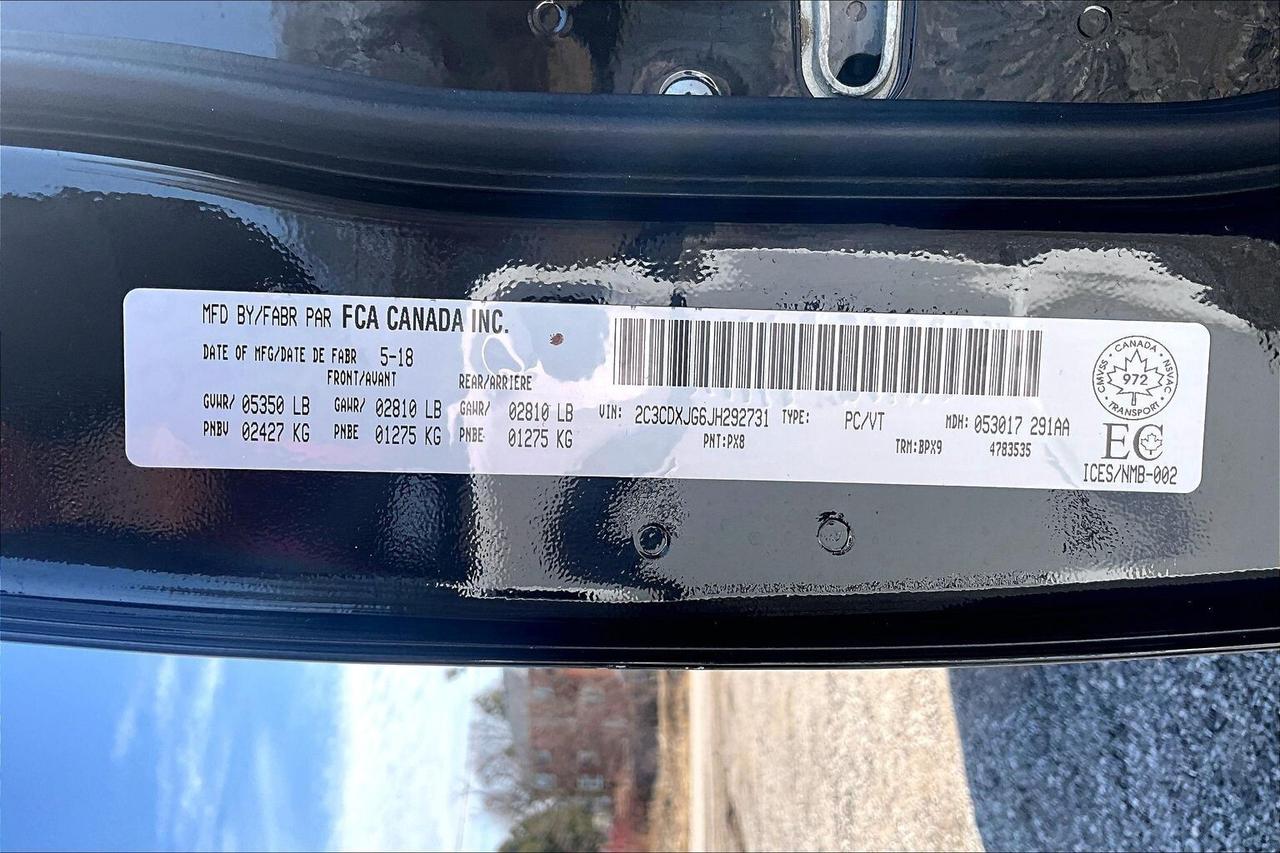 MFD BY/FABR PAR FCA CANADA INC.
DATE OF MFG/DATE DE FABR 5-18
FRONT/AVANT REAR/ARRIERE
GVWR/ 05350 LB GAWR/ 02810 LB GAWR/ 02810 LB
PNBV 02427 KG PNBE 01275 KG PNBE 01275 KG
VIN: 2C3CDXJG6JH292731 TYPE: PC/VT MDH: 053017 291AA
PNT:PX8 TRM:BPX9 4783535
CANADA
CMVSS 972 NSVAC
TRANSPORT
EC
ICES/NMB-002